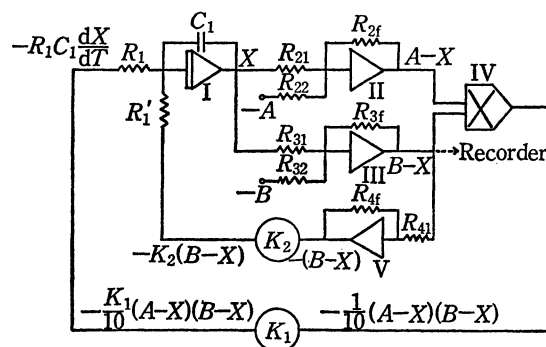 C₁
R₂f
−R₁C₁ dX/dT
R₁
X
R₂₁
A−X
IV
I
R₂₂
II
R₁′
−A
R₃f
R₃₁
R₃₂
III
B−X
Recorder
−B
R₄f
R₄₁
−K₂(B−X)
K₂
−(B−X)
V
−K₁/10(A−X)(B−X)
K₁
−1/10(A−X)(B−X)